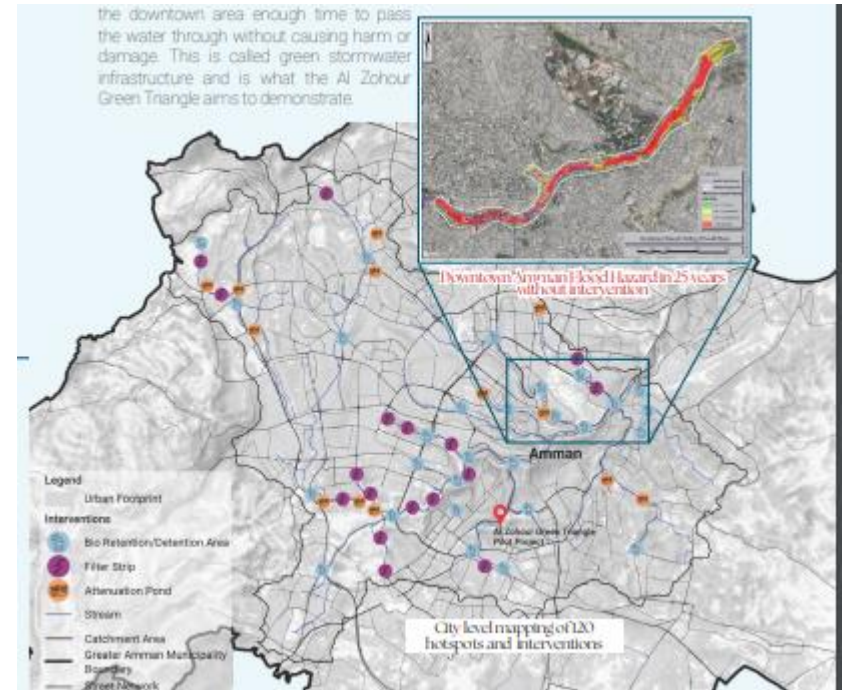 the downtown area enough time to pass
the water through without causing harm or
damage. This is called green stormwater
infrastructure and is what the Al Zohour
Green Triangle aims to demonstrate.
Downtown Amman Flood Hazard in 25 years
without intervention
Amman
Al Zohour Green Triangle
Pilot Project
Legend
Urban Footprint
Interventions
Bio Retention/Detention Area
Filter Strip
Attenuation Pond
Stream
Catchment Area
Greater Amman Municipality
Boundary
Street Network
City level mapping of 120
hotspots and interventions